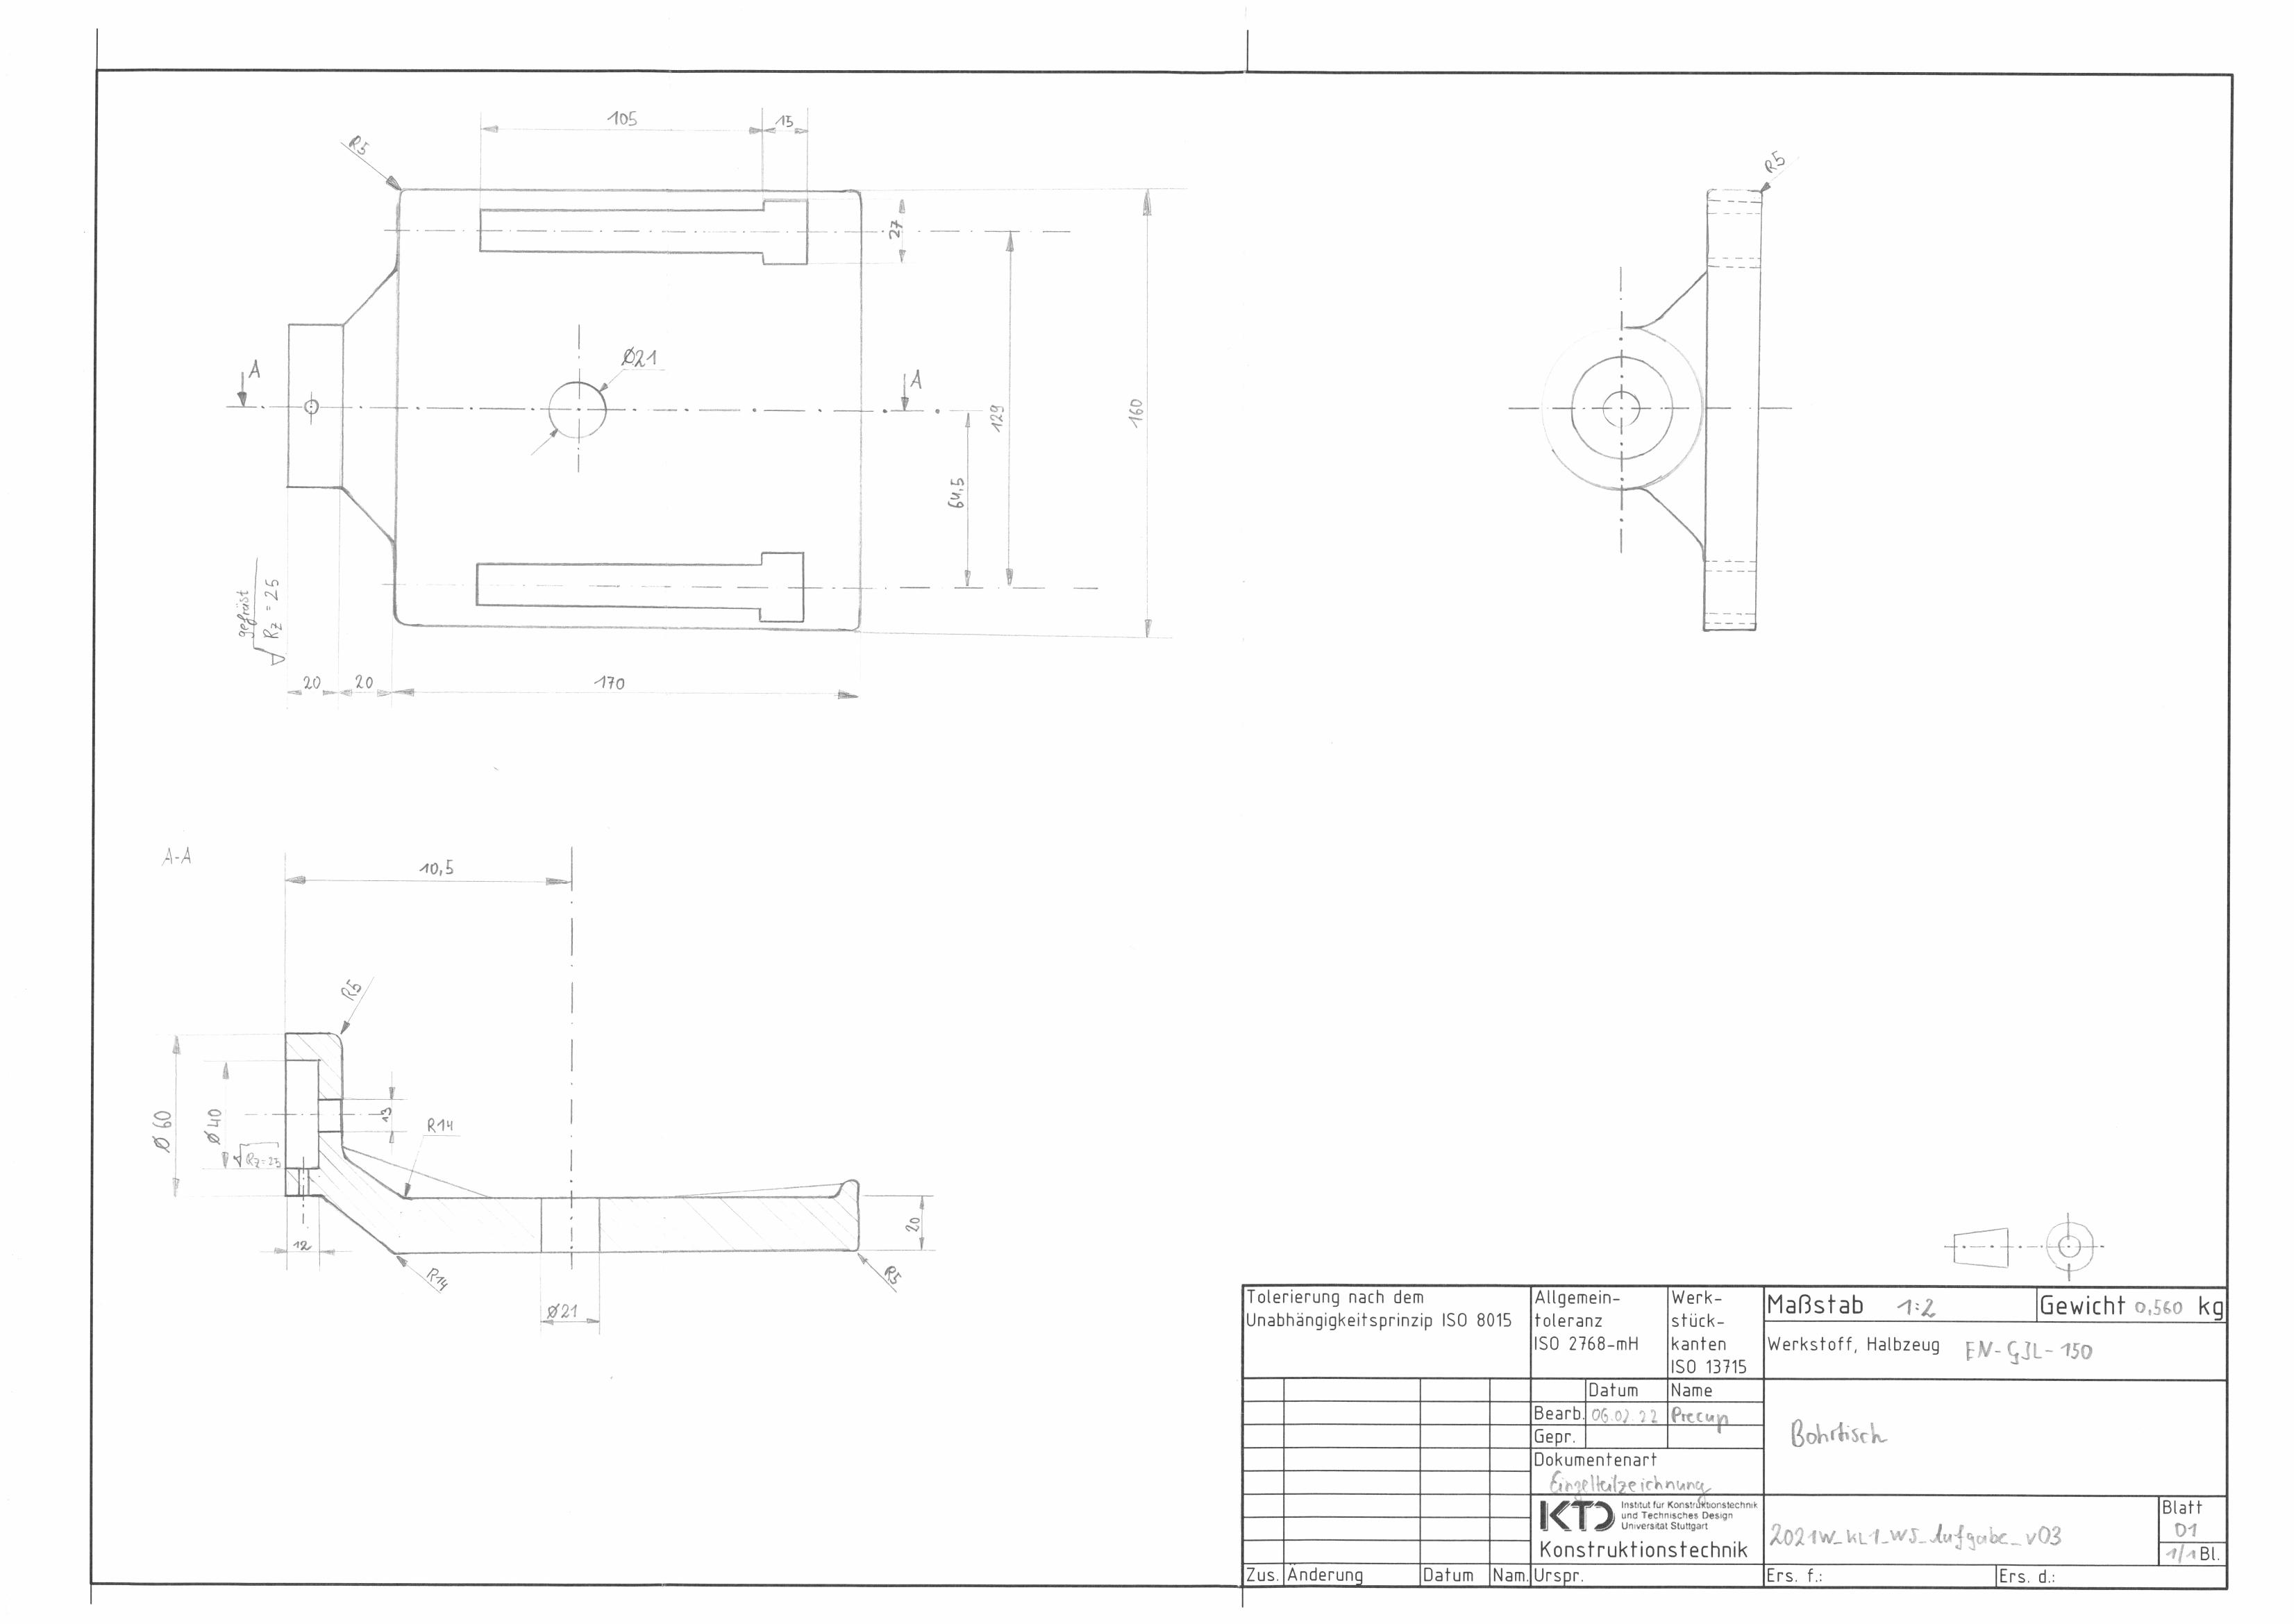 105
15
R5
R5
27
Ø21
A
A
129
160
64,5
gefräst
Rz = 25
20
20
170
A-A
10,5
R5
Ø 60
Ø 40
13
R14
Rz=25
20
12
R14
R5
Ø21
Tolerierung nach dem
Unabhängigkeitsprinzip ISO 8015
Allgemein-
toleranz
ISO 2768-mH
Werk-
stück-
kanten
ISO 13715
Maßstab 1:2
Gewicht 0,560 kg
Werkstoff, Halbzeug EN-GJL-150
Datum
Name
Bearb. 06.02.22 Precup
Gepr.
Bohrtisch
Dokumentenart
Einzelteilzeichnung
KTD
Institut für Konstruktionstechnik
und Technisches Design
Universität Stuttgart
Konstruktionstechnik
2021W_KL1_WS_Aufgabe_v03
Blatt
01
1/1 Bl.
Zus. Änderung Datum Nam. Urspr. Ers. f.: Ers. d.: